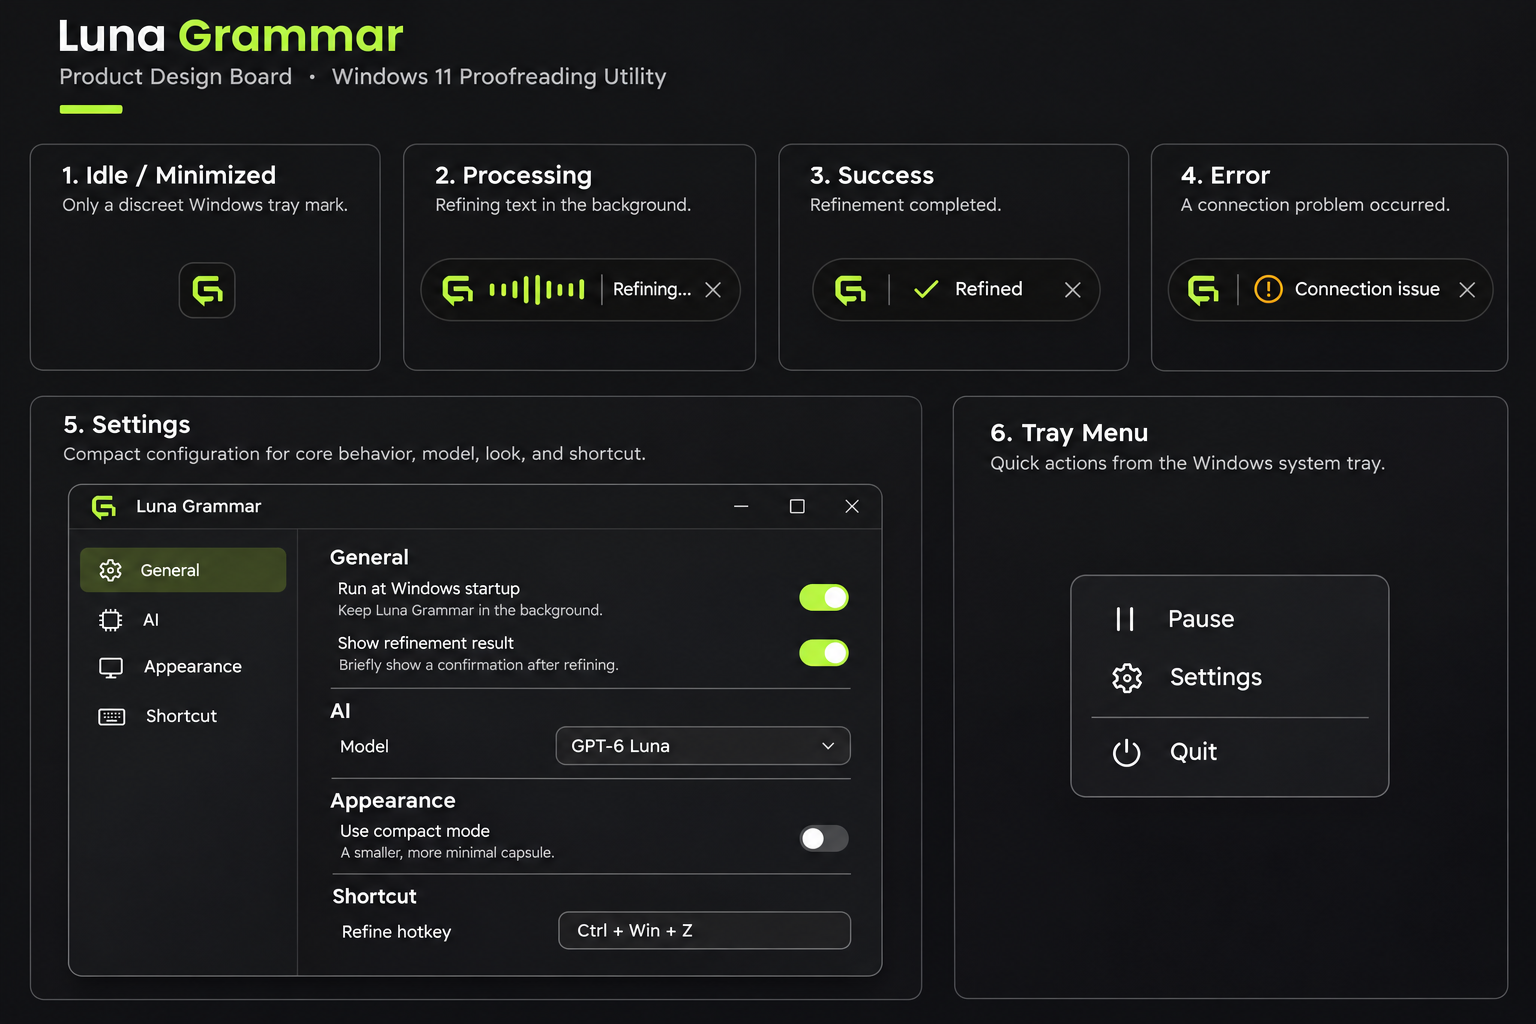 Luna Grammar
Product Design Board • Windows 11 Proofreading Utility
1. Idle / Minimized
Only a discreet Windows tray mark.
2. Processing
Refining text in the background.
Refining...
3. Success
Refinement completed.
Refined
4. Error
A connection problem occurred.
Connection issue
5. Settings
Compact configuration for core behavior, model, look, and shortcut.
Luna Grammar
General
AI
Appearance
Shortcut
General
Run at Windows startup
Keep Luna Grammar in the background.
Show refinement result
Briefly show a confirmation after refining.
AI
Model
GPT-6 Luna
Appearance
Use compact mode
A smaller, more minimal capsule.
Shortcut
Refine hotkey
Ctrl + Win + Z
6. Tray Menu
Quick actions from the Windows system tray.
Pause
Settings
Quit